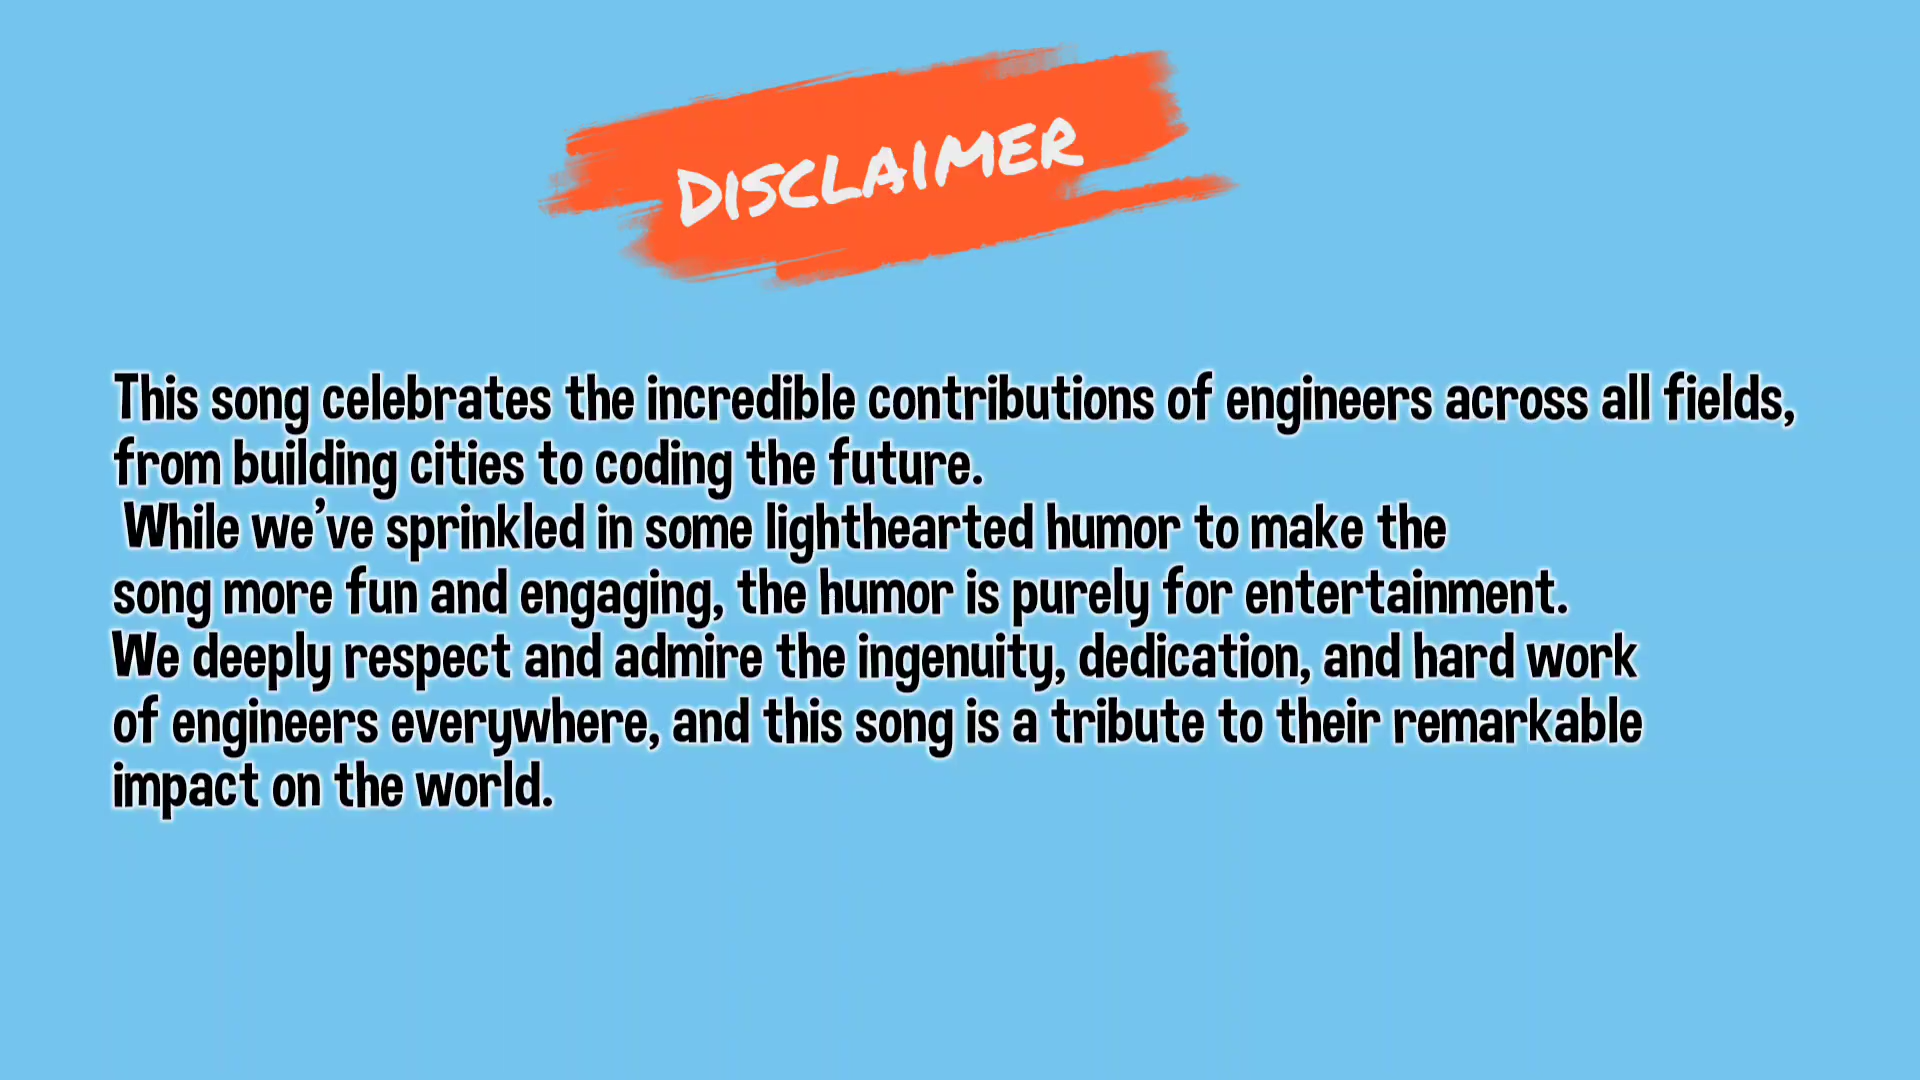 DISCLAIMER
This song celebrates the incredible contributions of engineers across all fields,
from building cities to coding the future.
While we've sprinkled in some lighthearted humor to make the
song more fun and engaging, the humor is purely for entertainment.
We deeply respect and admire the ingenuity, dedication, and hard work
of engineers everywhere, and this song is a tribute to their remarkable
impact on the world.